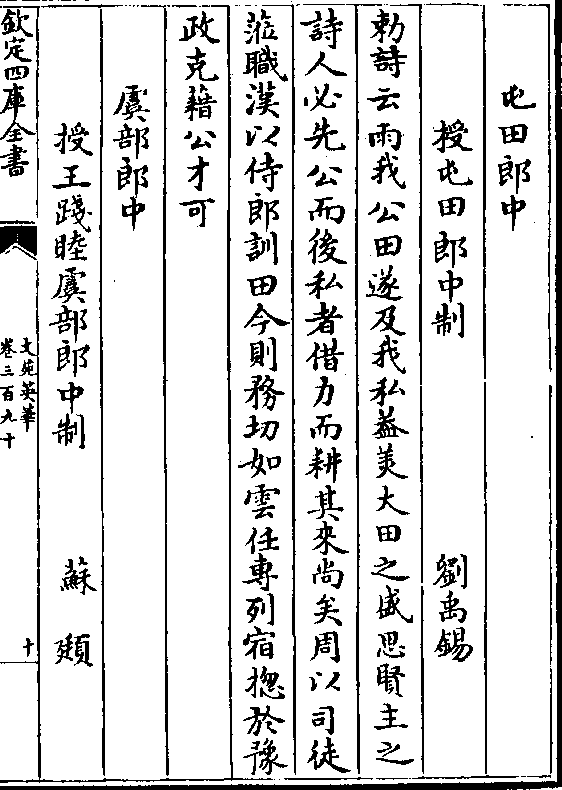 屯田郎中
授屯田郎中制 劉禹錫
勅詩云雨我公田遂及我私葢美大田之盛思賢主之
詩人必先公而後私者借力而耕其來尚矣周以司徒
蒞職漢以侍郎訓田今則務切如雲任專列宿揔於豫
政克藉公才可
虞部郎中
授王踐睦虞部郎中制 蘇頲
欽定四庫全書
文苑英華
卷三百九十
十